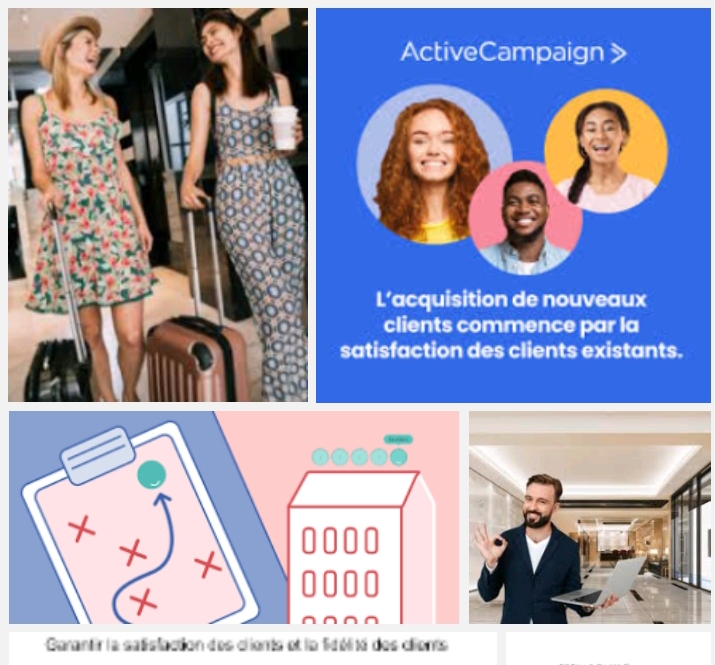 ActiveCampaign
L'acquisition de nouveaux
clients commence par la
satisfaction des clients existants.
Garantir la satisfaction des clients et la fidélité des clients